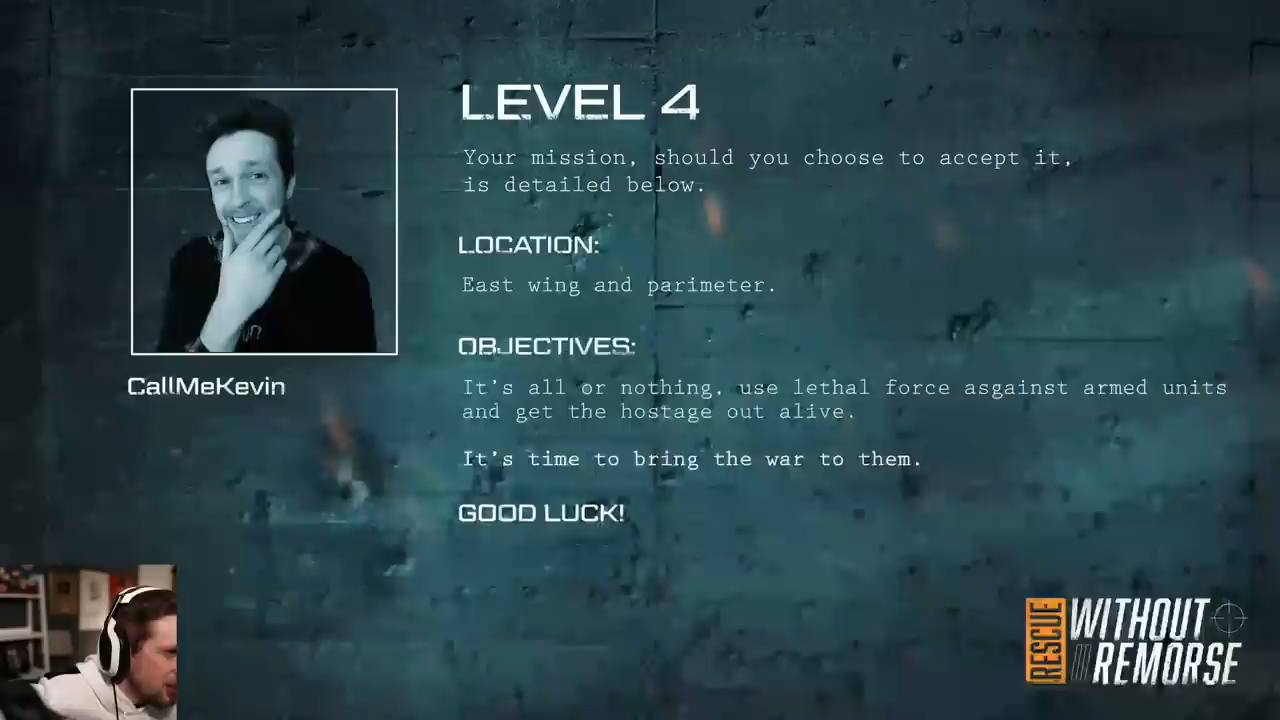 LEVEL 4
Your mission, should you choose to accept it,
is detailed below.
LOCATION:
East wing and parimeter.
OBJECTIVES:
It's all or nothing, use lethal force asgainst armed units
and get the hostage out alive.
It's time to bring the war to them.
GOOD LUCK!
CallMeKevin
RESCUE
WITHOUT
REMORSE